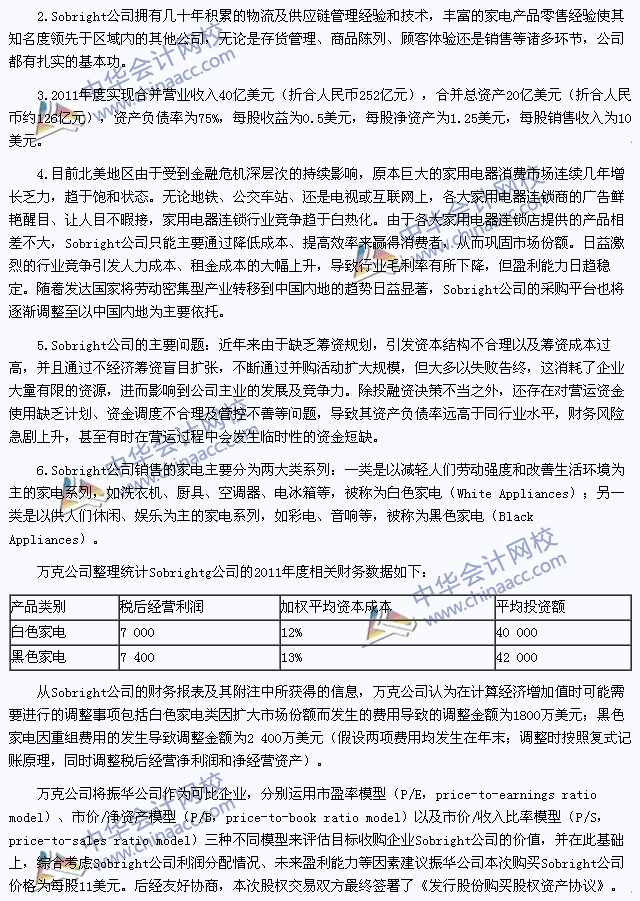 2.Sobright公司拥有几十年积累的物流及供应链管理经验和技术，丰富的家电产品零售经验使其
知名度领先于区域内的其他公司，无论是存货管理、商品陈列、顾客体验还是销售等诸多环节，公司
都有扎实的基本功。
3.2011年度实现合并营业收入40亿美元（折合人民币252亿元），合并总资产20亿美元（折合人民
币约126亿元），资产负债率为75%，每股收益为0.5美元，每股净资产为1.25美元，每股销售收入为10
美元。
4.目前北美地区由于受到金融危机深层次的持续影响，原本巨大的家用电器消费市场连续几年增
长乏力，趋于饱和状态。无论地铁、公交车站、还是电视或互联网上，各大家用电器连锁商的广告鲜
艳醒目、让人目不暇接，家用电器连锁行业竞争趋于白热化。由于各大家用电器连锁店提供的产品相
差不大，Sobright公司只能主要通过降低成本、提高效率来赢得消费者，从而巩固市场份额。日益激
烈的行业竞争引发人力成本、租金成本的大幅上升，导致行业毛利率有所下降，但盈利能力日趋稳
定。随着发达国家将劳动密集型产业转移到中国内地的趋势日益显著，Sobright公司的采购平台也将
逐渐调整至以中国内地为主要依托。
5.Sobright公司的主要问题：近年来由于缺乏筹资规划，引发资本结构不合理以及筹资成本过
高，并且通过不经济筹资盲目扩张，不断通过并购活动扩大规模，但大多以失败告终，这消耗了企业
大量有限的资源，进而影响到公司主业的发展及竞争力。除投融资决策不当之外，还存在对营运资金
使用缺乏计划、资金调度不合理及管控不善等问题，导致其资产负债率远高于同行业水平，财务风险
急剧上升，甚至有时在营运过程中会发生临时性的资金短缺。
6.Sobright公司销售的家电主要分为两大类系列：一类是以减轻人们劳动强度和改善生活环境为
主的家电系列，如洗衣机、厨具、空调器、电冰箱等，被称为白色家电（White Appliances）；另一
类是以供人们休闲、娱乐为主的家电系列，如彩电、音响等，被称为黑色家电（Black
Appliances）。
万克公司整理统计Sobrightg公司的2011年度相关财务数据如下：
产品类别 税后经营利润 加权平均资本成本 平均投资额
白色家电 7 000 12% 40 000
黑色家电 7 400 13% 42 000
从Sobright公司的财务报表及其附注中所获得的信息，万克公司认为在计算经济增加值时可能需
要进行的调整事项包括白色家电类因扩大市场份额而发生的费用导致的调整金额为1800万美元；黑色
家电因重组费用的发生导致调整金额为2 400万美元（假设两项费用均发生在年末；调整时按照复式记
账原理，同时调整税后经营净利润和净经营资产）。
万克公司将振华公司作为可比企业，分别运用市盈率模型（P/E，price-to-earnings ratio
model）、市价/净资产模型（P/B，price-to-book ratio model）以及市价/收入比率模型（P/S，
price-to-sales ratio model）三种不同模型来评估目标收购企业Sobright公司的价值，并在此基础
上，综合考虑Sobright公司利润分配情况、未来盈利能力等因素建议振华公司本次购买Sobright公司
价格为每股11美元。后经友好协商，本次股权交易双方最终签署了《发行股份购买股权资产协议》。
中华会计网校
www.chinaacc.com
中华会计网校
www.chinaacc.com
中华会计网校
www.chinaacc.com
中华会计网校
www.chinaacc.com
中华会计网校
www.chinaacc.com